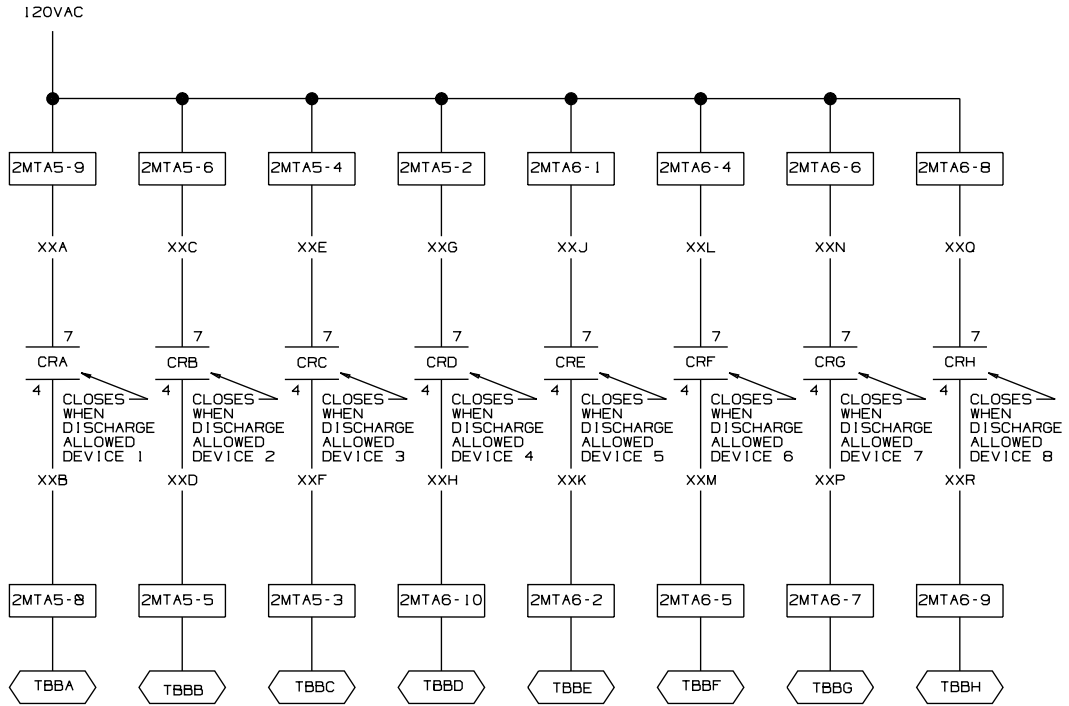 120VAC
2MTA5-9 2MTA5-6 2MTA5-4 2MTA5-2 2MTA6-1 2MTA6-4 2MTA6-6 2MTA6-8
XXA XXC XXE XXG XXJ XXL XXN XXQ
7 7 7 7 7 7 7 7
CRA CRB CRC CRD CRE CRF CRG CRH
4 4 4 4 4 4 4 4
CLOSES CLOSES CLOSES CLOSES CLOSES CLOSES CLOSES CLOSES
WHEN WHEN WHEN WHEN WHEN WHEN WHEN WHEN
DISCHARGE DISCHARGE DISCHARGE DISCHARGE DISCHARGE DISCHARGE DISCHARGE DISCHARGE
ALLOWED ALLOWED ALLOWED ALLOWED ALLOWED ALLOWED ALLOWED ALLOWED
DEVICE 1 DEVICE 2 DEVICE 3 DEVICE 4 DEVICE 5 DEVICE 6 DEVICE 7 DEVICE 8
XXB XXD XXF XXH XXK XXM XXP XXR
2MTA5-8 2MTA5-5 2MTA5-3 2MTA6-10 2MTA6-2 2MTA6-5 2MTA6-7 2MTA6-9
TBBA TBBB TBBC TBBD TBBE TBBF TBBG TBBH